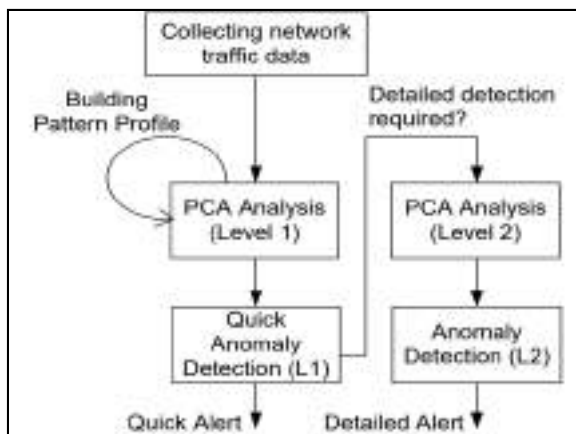 Collecting network
traffic data
Building
Pattern Profile
Detailed detection
required?
PCA Analysis
(Level 1)
PCA Analysis
(Level 2)
Quick
Anomaly
Detection (L1)
Anomaly
Detection (L2)
Quick Alert
Detailed Alert